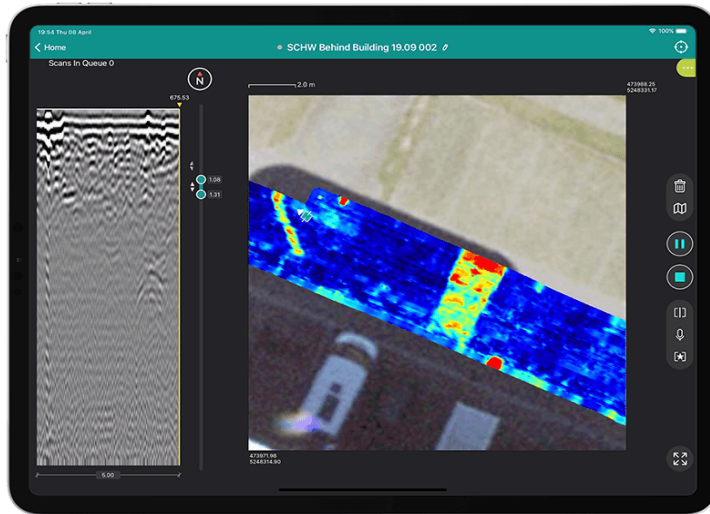 19:54 Thu 08 April
100%
Home
SCHW Behind Building 19.09 002
Scans In Queue 0
N
675.53
2.0 m
473988.25
5248331.17
1.08
1.31
473971.98
5248314.90
5.00